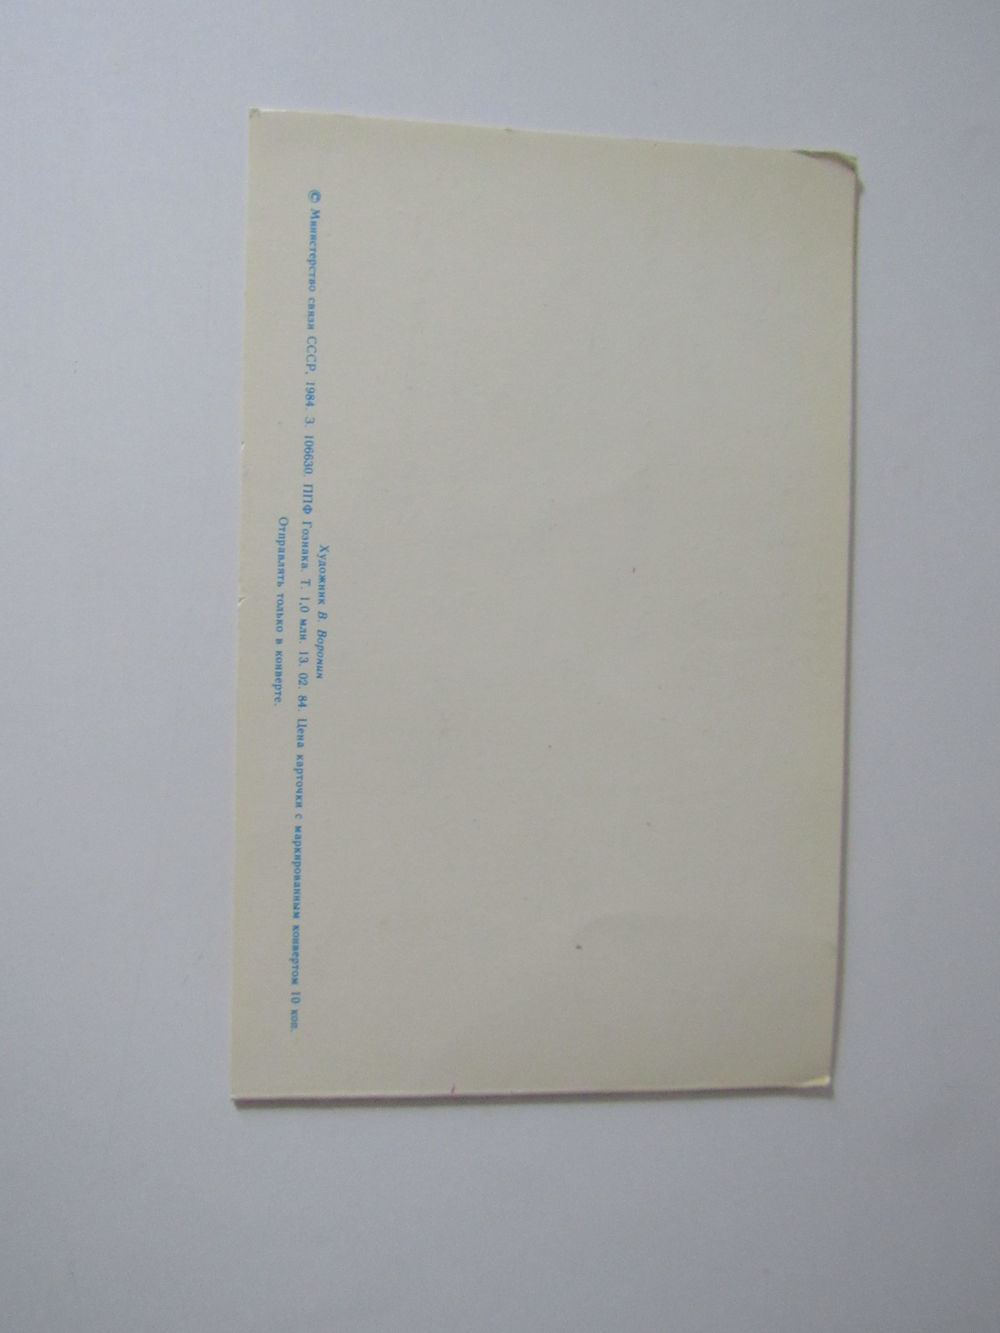 Художник В. Воронин
© Министерство связи СССР, 1984. З. 106630. ППФ Гознака. Т. 1,0 млн. 13. 02. 84. Цена карточки с маркированным конвертом 10 коп.
Отправлять только в конверте.